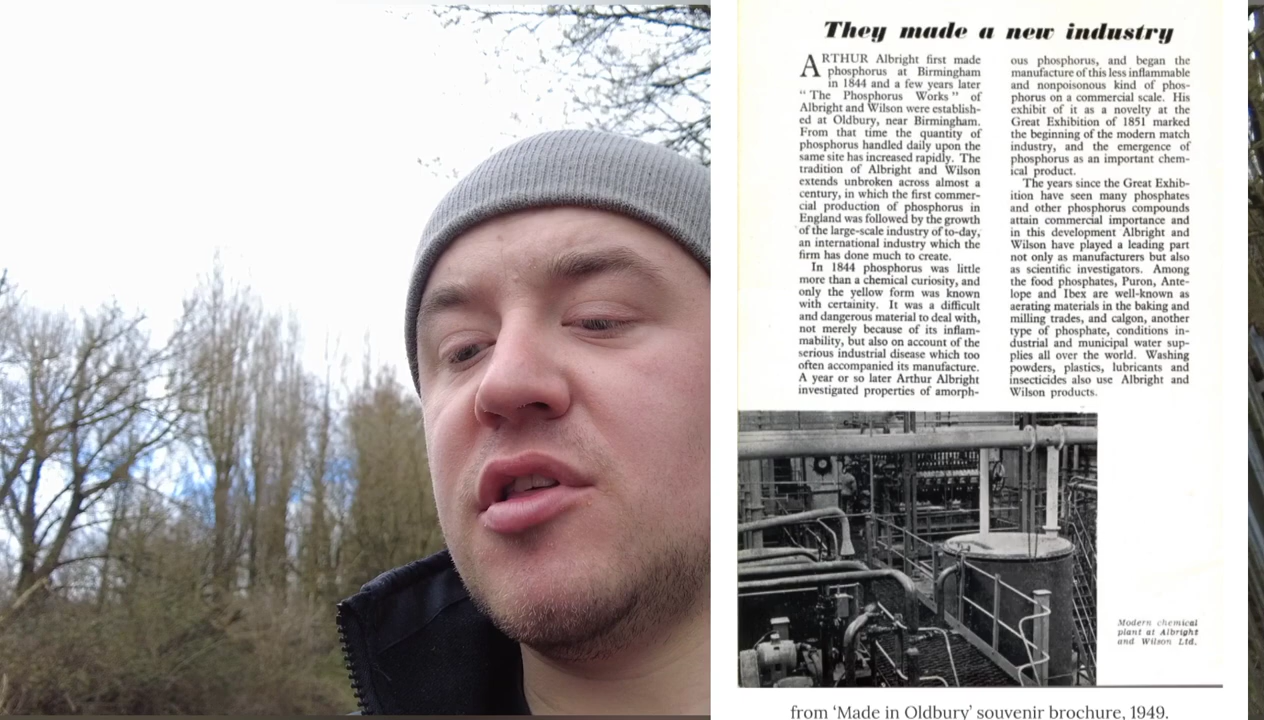 They made a new industry
ARTHUR Albright first made
phosphorus at Birmingham
in 1844 and a few years later
“The Phosphorus Works” of
Albright and Wilson were establish-
ed at Oldbury, near Birmingham.
From that time the quantity of
phosphorus handled daily upon the
same site has increased rapidly. The
tradition of Albright and Wilson
extends unbroken across almost a
century, in which the first commer-
cial production of phosphorus in
England was followed by the growth
of the large-scale industry of to-day,
an international industry which the
firm has done much to create.
In 1844 phosphorus was little
more than a chemical curiosity, and
only the yellow form was known
with certainity. It was a difficult
and dangerous material to deal with,
not merely because of its inflam-
mability, but also on account of the
serious industrial disease which too
often accompanied its manufacture.
A year or so later Arthur Albright
investigated properties of amorph-
ous phosphorus, and began the
manufacture of this less inflammable
and nonpoisonous kind of phos-
phorus on a commercial scale. His
exhibit of it as a novelty at the
Great Exhibition of 1851 marked
the beginning of the modern match
industry, and the emergence of
phosphorus as an important chem-
ical product.
The years since the Great Exhib-
ition have seen many phosphates
and other phosphorus compounds
attain commercial importance and
in this development Albright and
Wilson have played a leading part
not only as manufacturers but also
as scientific investigators. Among
the food phosphates, Puron, Ante-
lope and Ibex are well-known as
aerating materials in the baking and
milling trades, and calgon, another
type of phosphate, conditions in-
dustrial and municipal water sup-
plies all over the world. Washing
powders, plastics, lubricants and
insecticides also use Albright and
Wilson products.
Modern chemical
plant at Albright
and Wilson Ltd.
from ‘Made in Oldbury’ souvenir brochure, 1949.